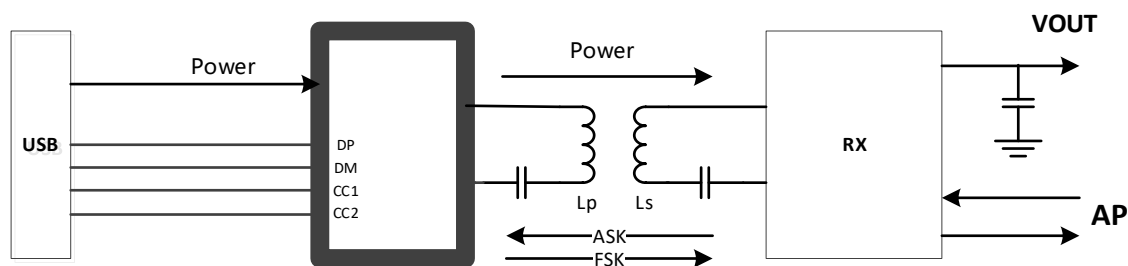 VOUT
Power
Power
USB
DP
DM
CC1
CC2
RX
Lp
Ls
AP
ASK
FSK